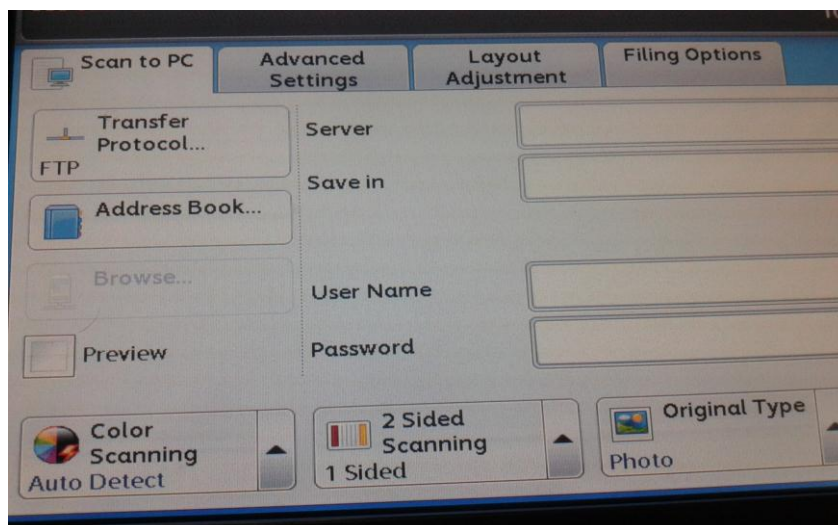 Scan to PC
Advanced
Settings
Layout
Adjustment
Filing Options
Transfer
Protocol...
FTP
Server
Save in
Address Book...
Browse...
User Name
Preview
Password
Color
Scanning
Auto Detect
2 Sided
Scanning
1 Sided
Original Type
Photo